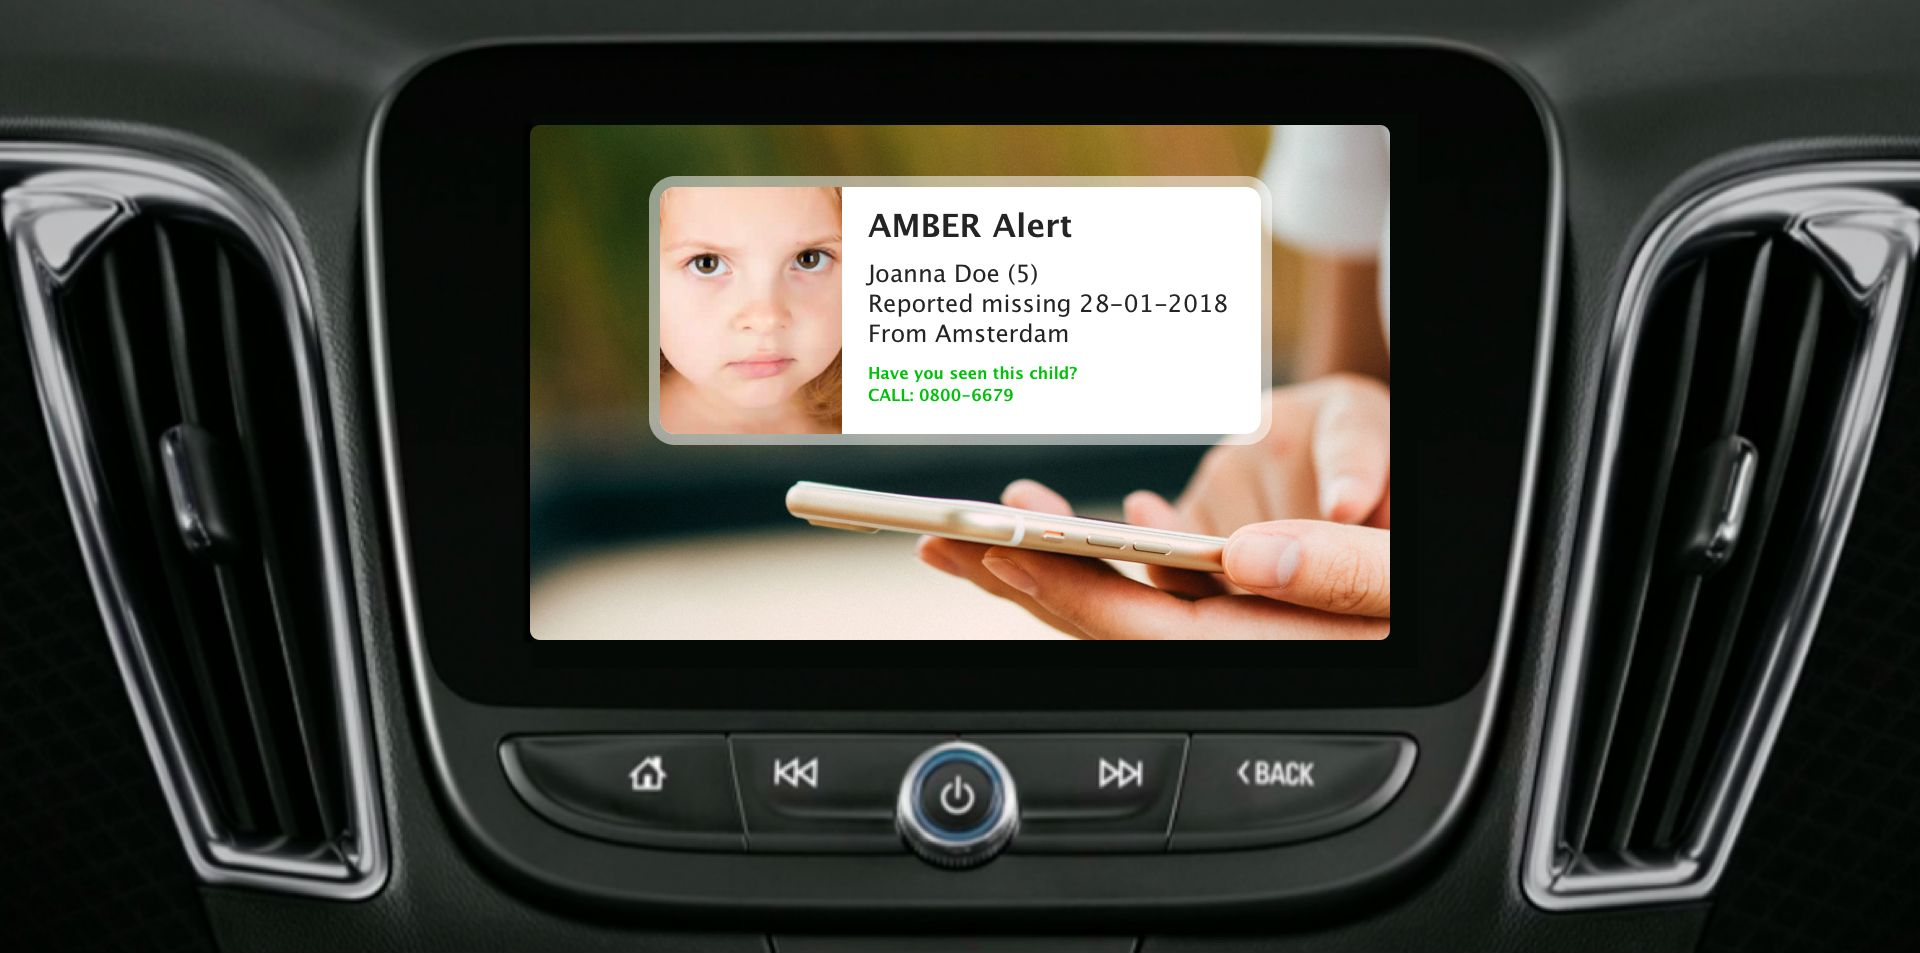 AMBER Alert
Joanna Doe (5)
Reported missing 28-01-2018
From Amsterdam
Have you seen this child?
CALL: 0800-6679
BACK